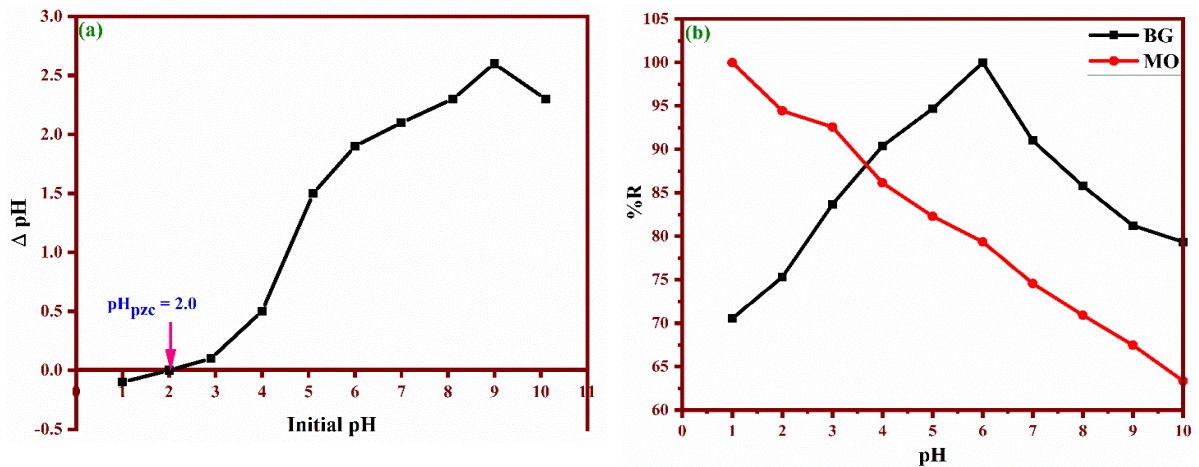 (a)
3.0
2.5
2.0
1.5
1.0
0.5
0.0
-0.5
Δ pH
pHpzc = 2.0
0 1 2 3 4 5 6 7 8 9 10 11
Initial pH
(b)
BG
MO
105
100
95
90
85
80
75
70
65
60
%R
0 1 2 3 4 5 6 7 8 9 10
pH